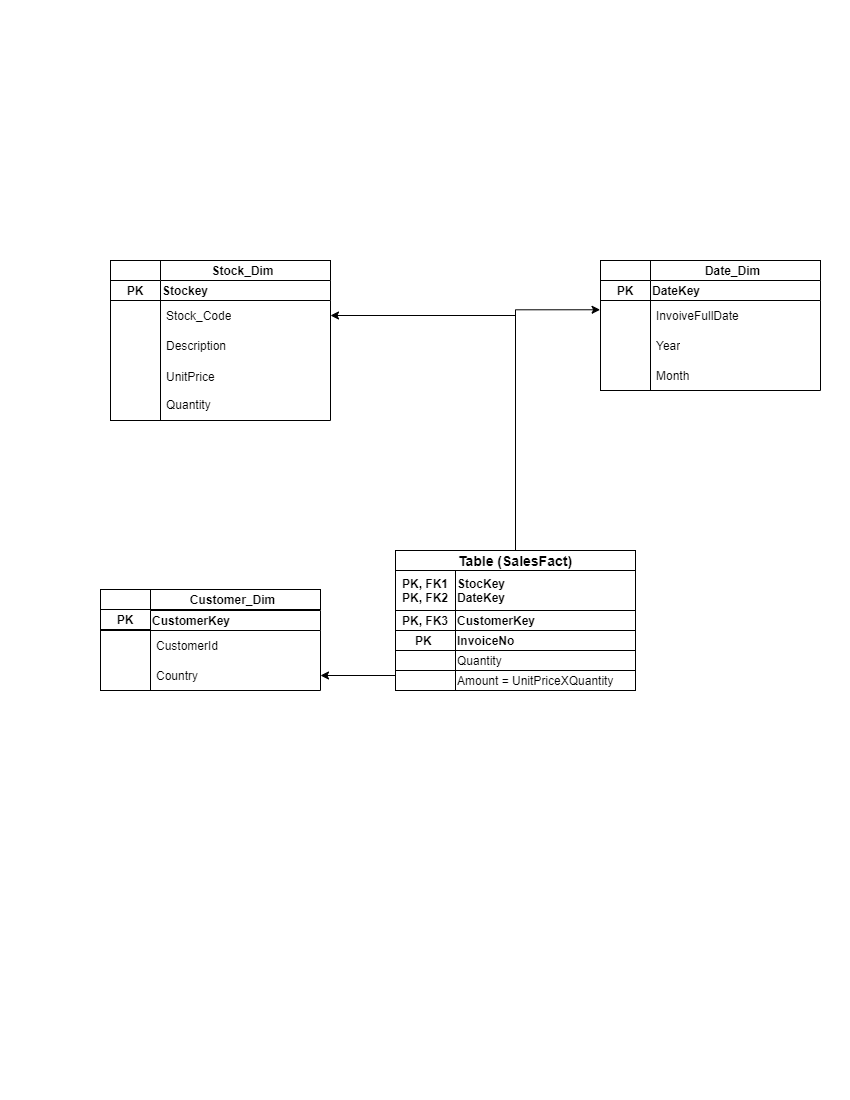 Stock_Dim
PK Stockey
Stock_Code
Description
UnitPrice
Quantity
Date_Dim
PK DateKey
InvoiveFullDate
Year
Month
Table (SalesFact)
PK, FK1 StocKey
PK, FK2 DateKey
PK, FK3 CustomerKey
PK InvoiceNo
Quantity
Amount = UnitPriceXQuantity
Customer_Dim
PK CustomerKey
CustomerId
Country